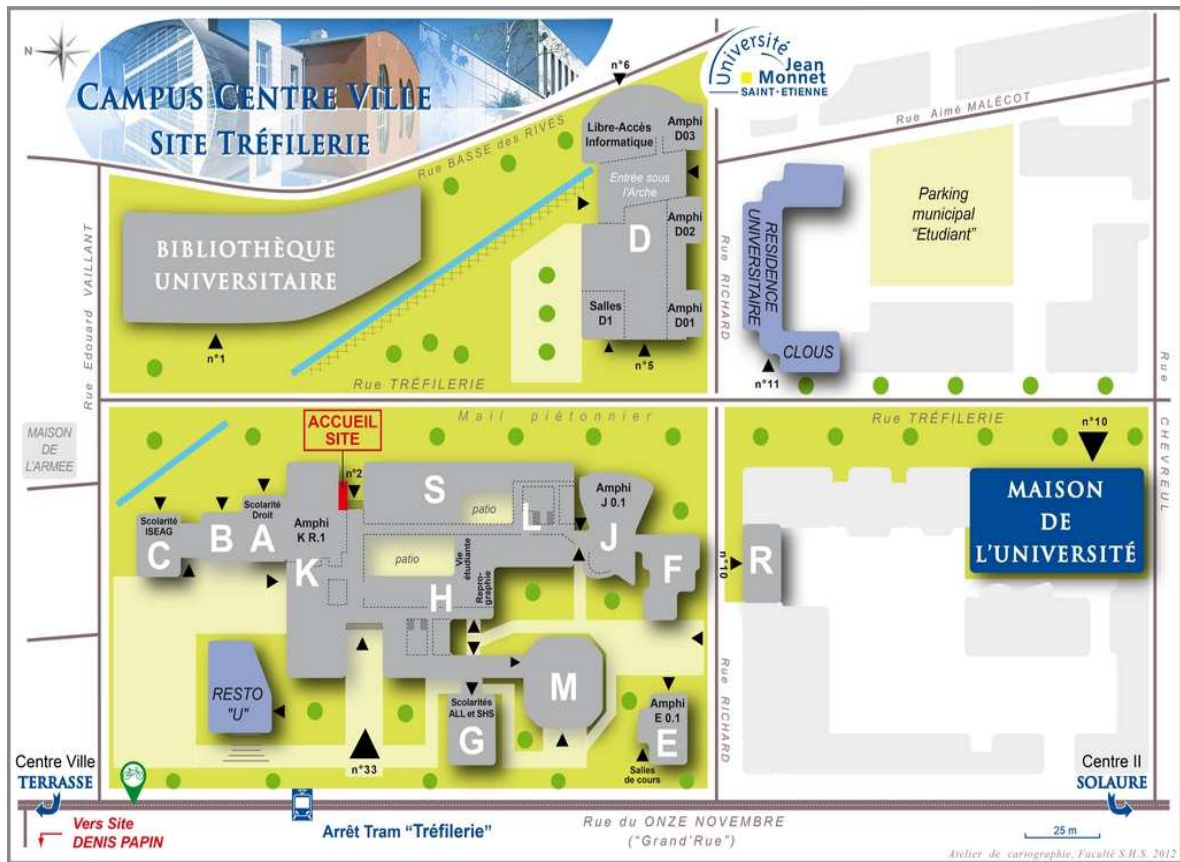 N
CAMPUS CENTRE VILLE
SITE TRÉFILERIE
Université
Jean
Monnet
SAINT-ETIENNE
n°6
Rue Aimé MALÉCOT
Rue BASSE des RIVES
Libre-Accès
Informatique
Amphi
D03
Entrée sous
l'Arche
Amphi
D02
D
Salles
D1
Amphi
D01
n°5
BIBLIOTHÈQUE
UNIVERSITAIRE
n°1
Rue Edouard VAILLANT
Rue RICHARD
RESIDENCE
UNIVERSITAIRE
CLOUS
n°11
Parking
municipal
"Etudiant"
Rue TRÉFILERIE
Mail piétonnier
Rue TRÉFILERIE
Rue CHEVREUL
MAISON
DE
L'ARMEE
ACCUEIL
SITE
n°2
Scolarité
ISEAG
C
B
Scolarité
Droit
A
Amphi
K R.1
K
S
patio
L
patio
Vie
étudiante
Repro-
graphie
H
Amphi
J 0.1
J
F
n°10
R
n°10
MAISON
DE
L'UNIVERSITÉ
RESTO
"U"
n°33
Scolarités
ALL et SHS
G
M
Amphi
E 0.1
E
Salles
de cours
Rue RICHARD
Centre Ville
TERRASSE
Vers Site
DENIS PAPIN
Arrêt Tram "Tréfilerie"
Rue du ONZE NOVEMBRE
("Grand'Rue")
Centre II
SOLAURE
25 m
Atelier de cartographie, Faculté S.H.S. 2012